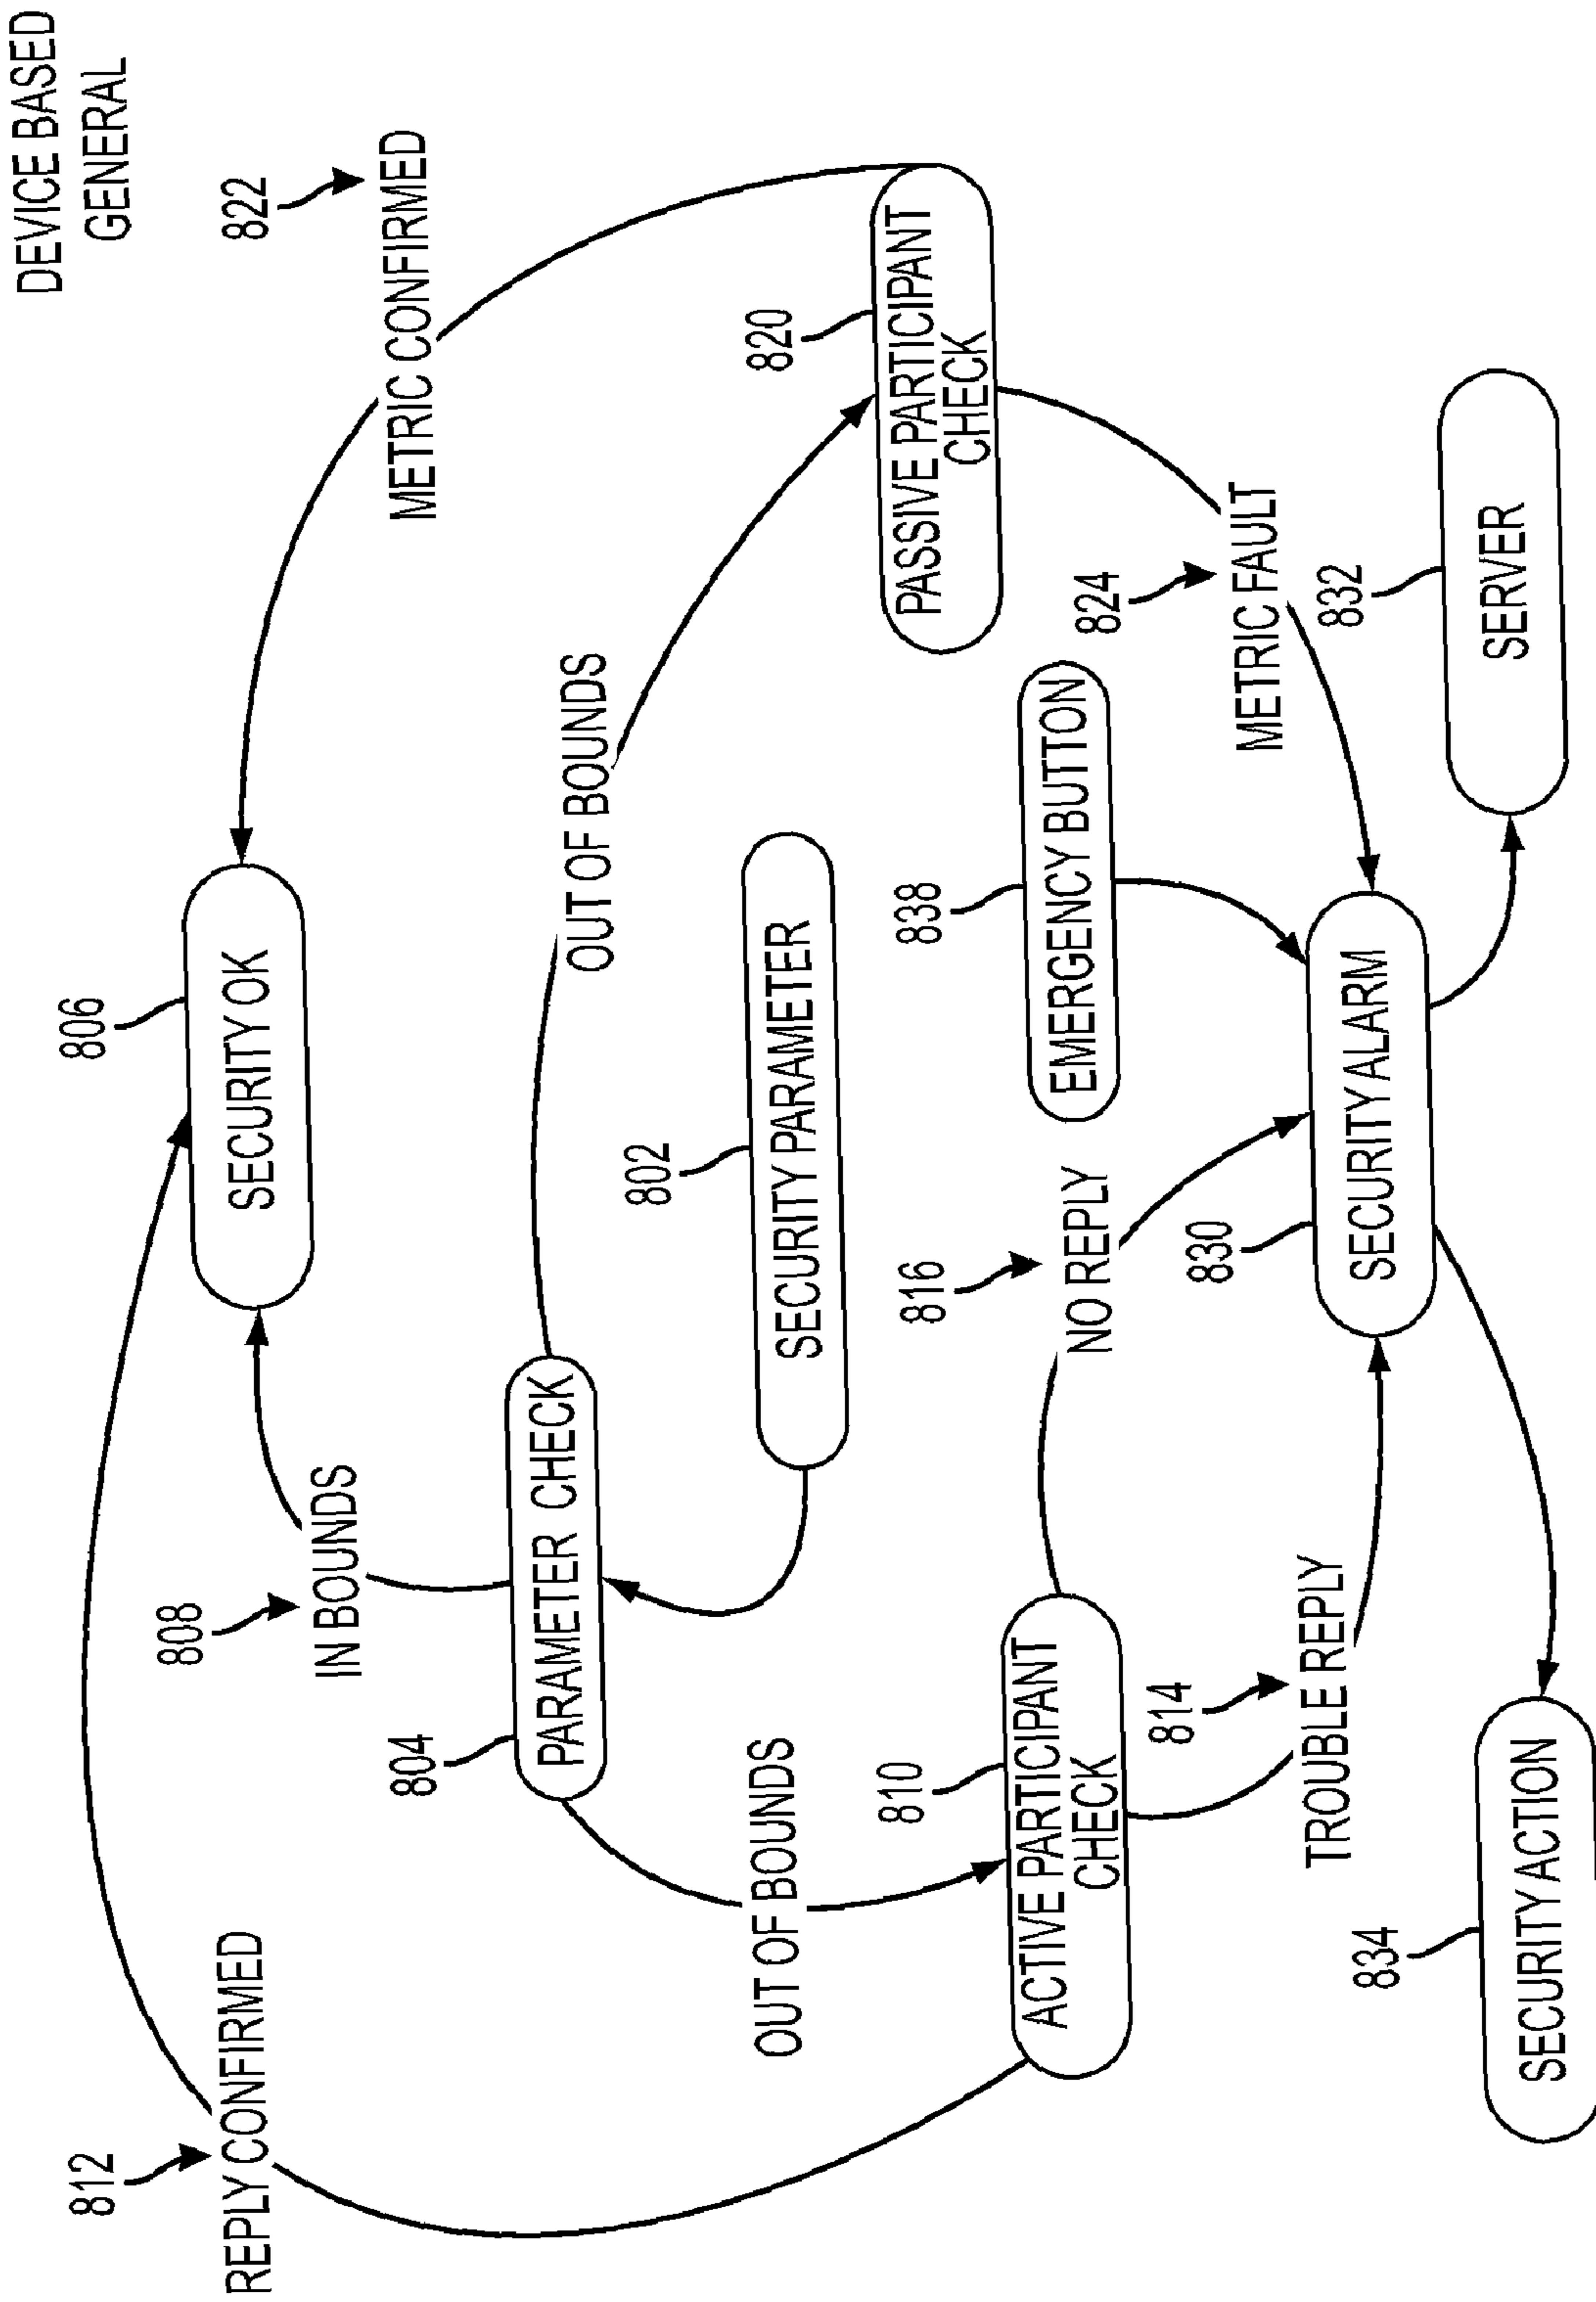 DEVICE BASED
GENERAL
812
REPLY CONFIRMED
806
SECURITY OK
822
METRIC CONFIRMED
808
IN BOUNDS
804
PARAMETER CHECK
OUT OF BOUNDS
OUT OF BOUNDS
802
SECURITY PARAMETER
820
PASSIVE PARTICIPANT
CHECK
810
ACTIVE PARTICIPANT
CHECK
816
NO REPLY
838
EMERGENCY BUTTON
824
METRIC FAULT
814
TROUBLE REPLY
830
SECURITY ALARM
832
SERVER
834
SECURITY ACTION